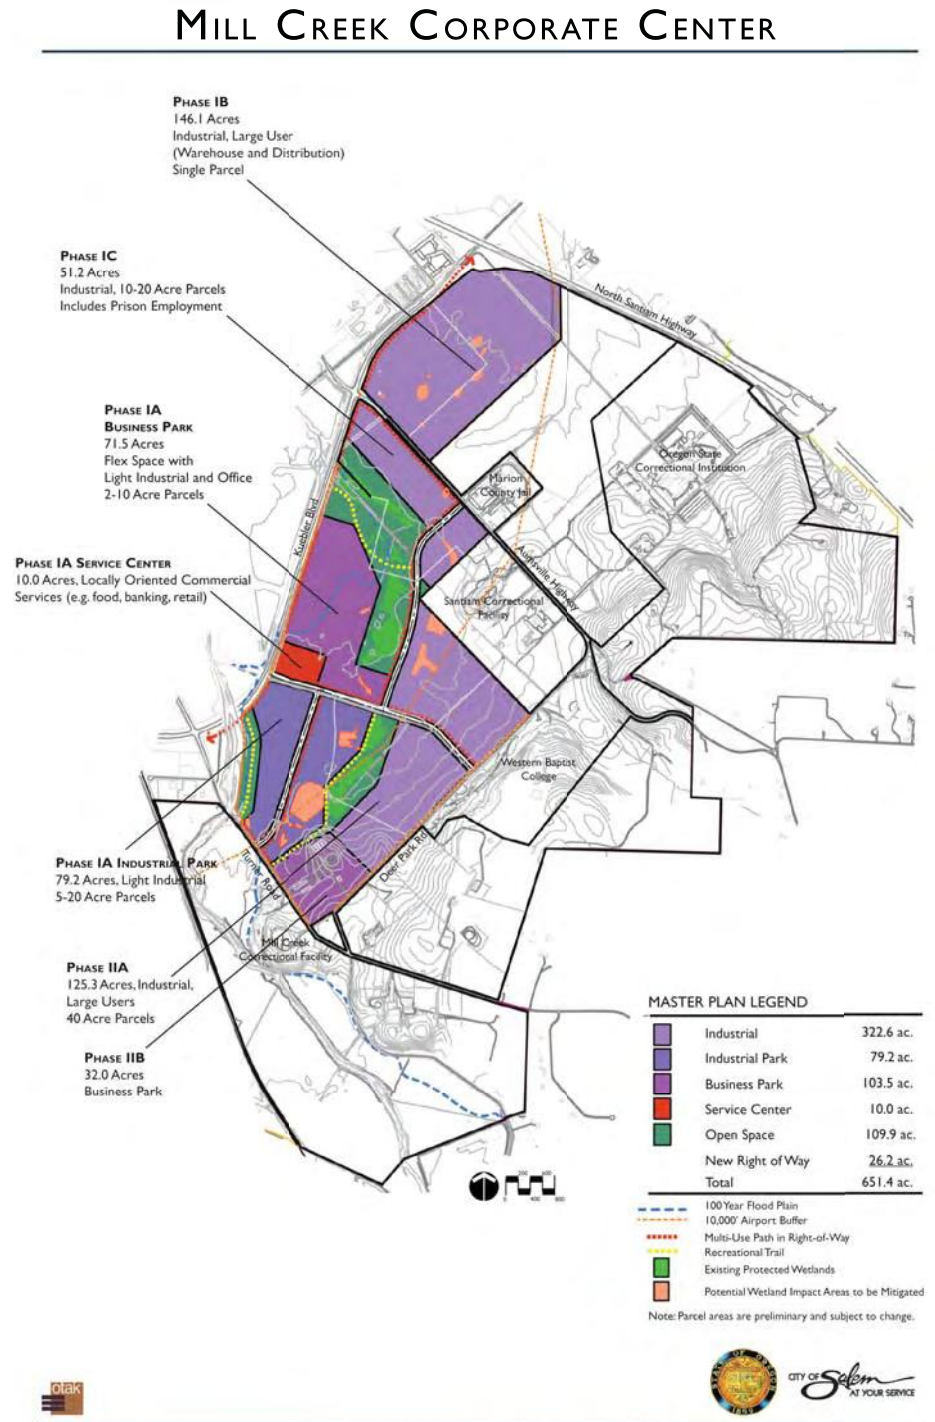 MILL CREEK CORPORATE CENTER
PHASE IB
146.1 Acres
Industrial, Large User
(Warehouse and Distribution)
Single Parcel
PHASE IC
51.2 Acres
Industrial, 10-20 Acre Parcels
Includes Prison Employment
PHASE IA
BUSINESS PARK
71.5 Acres
Flex Space with
Light Industrial and Office
2-10 Acre Parcels
PHASE IA SERVICE CENTER
10.0 Acres, Locally Oriented Commercial
Services (e.g. food, banking, retail)
North Santiam Highway
Oregon State
Correctional Institution
Marion
County Jail
Kuebler Blvd
Aumsville Highway
Santiam Correctional
Facility
Western Baptist
College
PHASE IA INDUSTRIAL PARK
79.2 Acres, Light Industrial
5-20 Acre Parcels
Turner Road
Deer Park Rd
Mill Creek
Correctional Facility
PHASE IIA
125.3 Acres, Industrial,
Large Users
40 Acre Parcels
PHASE IIB
32.0 Acres
Business Park
MASTER PLAN LEGEND
Industrial 322.6 ac.
Industrial Park 79.2 ac.
Business Park 103.5 ac.
Service Center 10.0 ac.
Open Space 109.9 ac.
New Right of Way 26.2 ac.
Total 651.4 ac.
100 Year Flood Plain
10,000' Airport Buffer
Multi-Use Path in Right-of-Way
Recreational Trail
Existing Protected Wetlands
Potential Wetland Impact Areas to be Mitigated
Note: Parcel areas are preliminary and subject to change.
200 600
0 400 800
otak
STATE OF OREGON
1859
CITY OF Salem
AT YOUR SERVICE